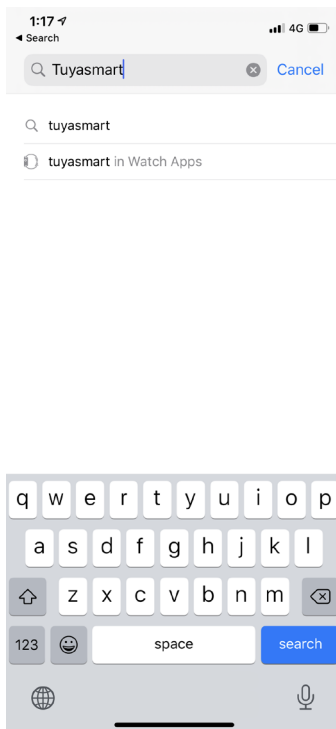 1:17
4G
Search
Tuyasmart
Cancel
tuyasmart
tuyasmart in Watch Apps
q w e r t y u i o p
a s d f g h j k l
z x c v b n m
123 space search